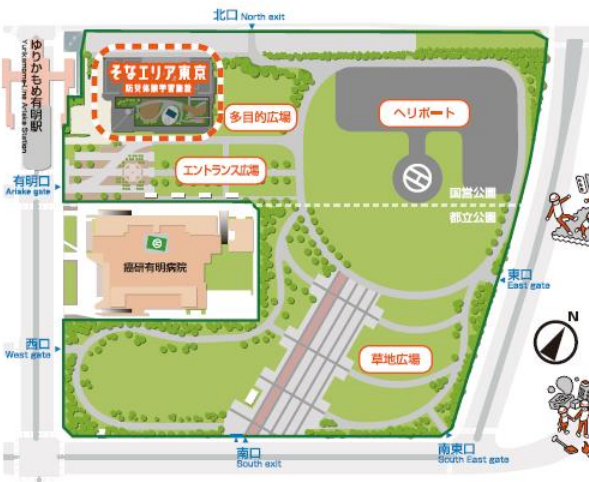 北口 North exit
ゆりかもめ有明駅
Yurikamome-Line Ariake Station
そなエリア東京
防災体験学習施設
多目的広場
ヘリポート
エントランス広場
有明口
Ariake gate
国営公園
都立公園
癌研有明病院
東口
East gate
N
西口
West gate
草地広場
南口
South exit
南東口
South East gate